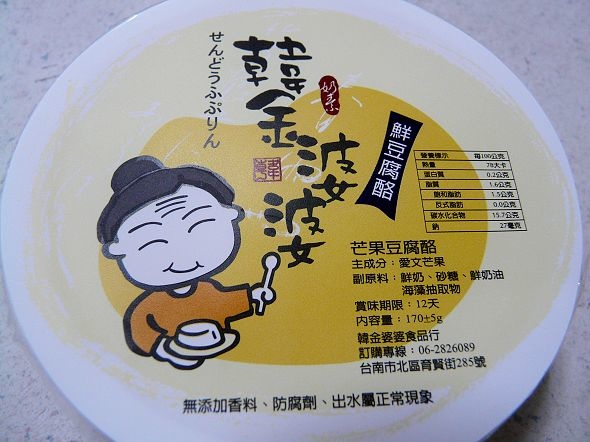 韓金婆婆
奶素
せんどうふぷりん
鮮豆腐酪
營養標示 每100公克
熱量 78大卡
蛋白質 0.2公克
脂質 1.6公克
飽和脂肪 1.5公克
反式脂肪 0.0公克
碳水化合物 15.7公克
鈉 27毫克
芒果豆腐酪
主成分：愛文芒果
副原料：鮮奶、砂糖、鮮奶油
海藻抽取物
賞味期限：12天
內容量：170±5g
韓金婆婆食品行
訂購專線：06-2826089
台南市北區育賢街285號
無添加香料、防腐劑、出水屬正常現象